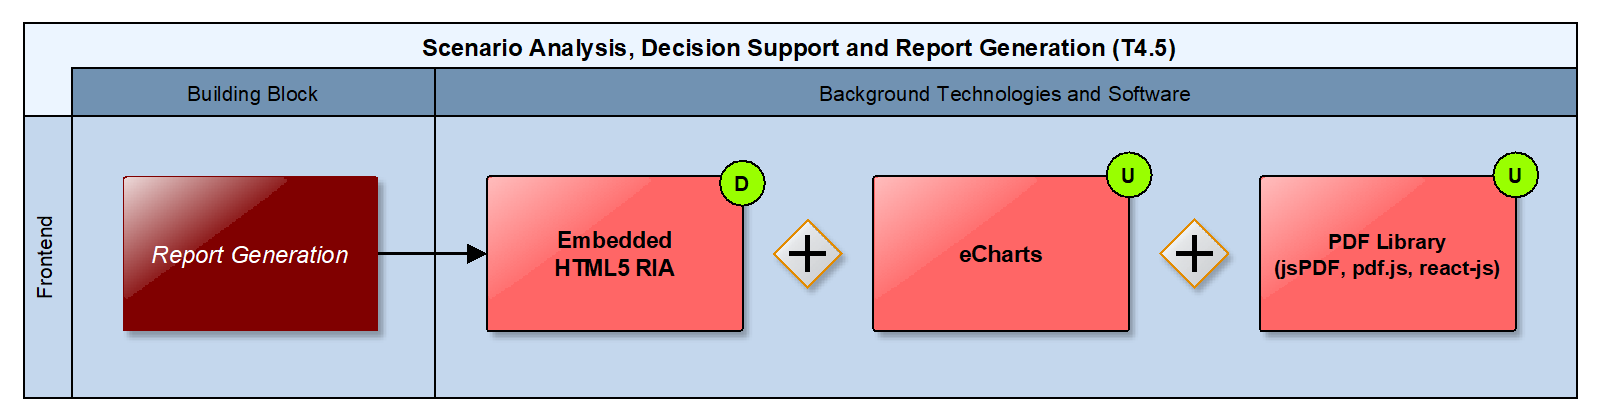 Scenario Analysis, Decision Support and Report Generation (T4.5)
Building Block
Background Technologies and Software
Frontend
Report Generation
D
Embedded
HTML5 RIA
U
eCharts
U
PDF Library
(jsPDF, pdf.js, react-js)